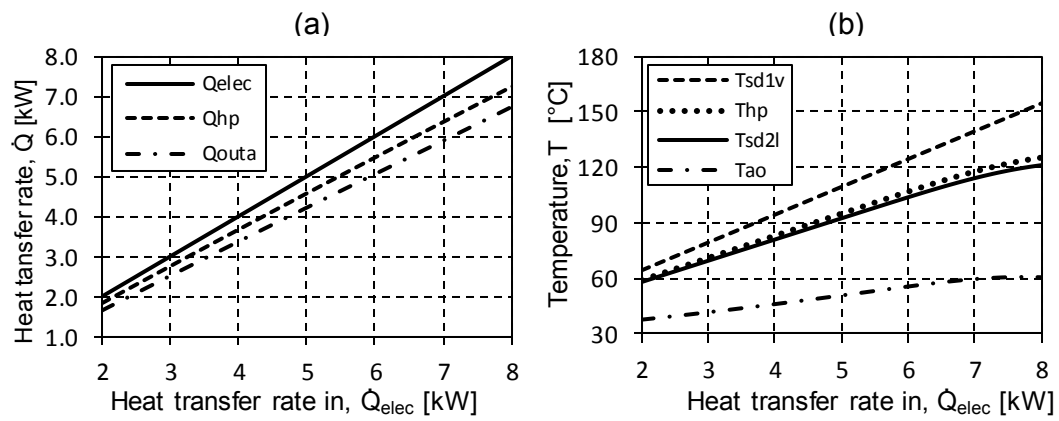 (a)
Heat tansfer rate, Q̇ [kW]
8.0
7.0
6.0
5.0
4.0
3.0
2.0
1.0
Qelec
Qhp
Qouta
2 3 4 5 6 7 8
Heat transfer rate in, Q̇elec [kW]
(b)
Temperature, T [°C]
180
150
120
90
60
30
Tsd1v
Thp
Tsd2l
Tao
2 3 4 5 6 7 8
Heat transfer rate in, Q̇elec [kW]